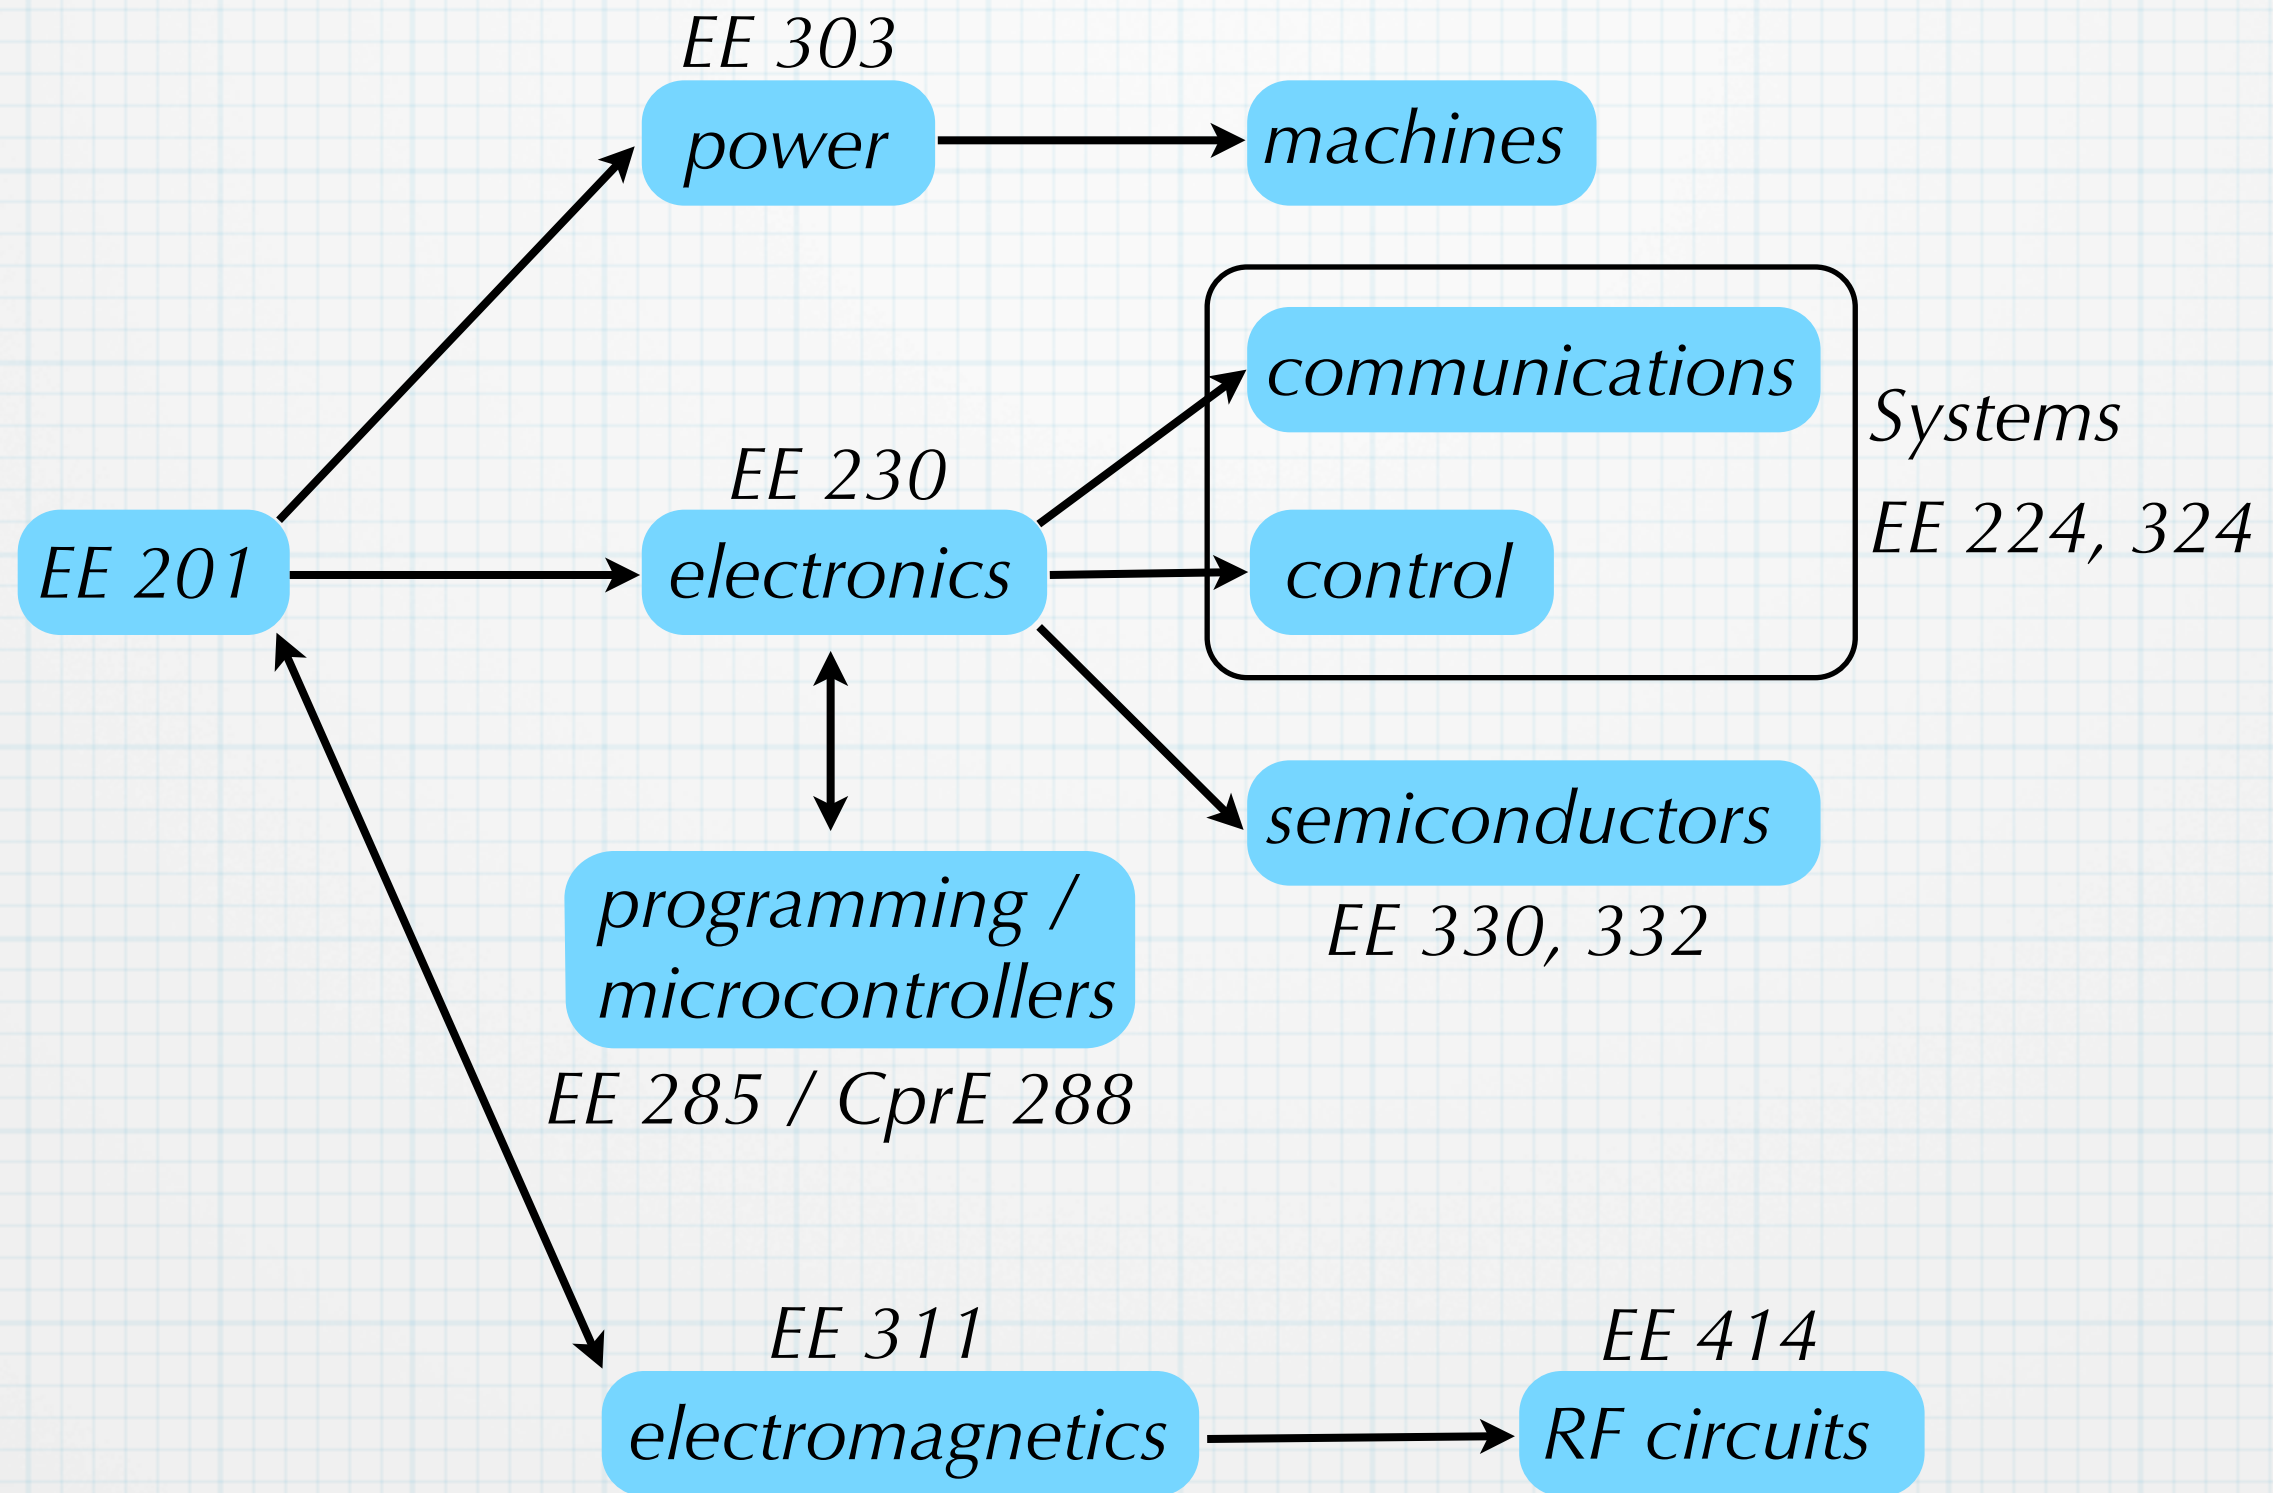 EE 303
power
machines
communications
Systems
EE 224, 324
EE 230
EE 201
electronics
control
semiconductors
EE 330, 332
programming /
microcontrollers
EE 285 / CprE 288
EE 311
electromagnetics
EE 414
RF circuits